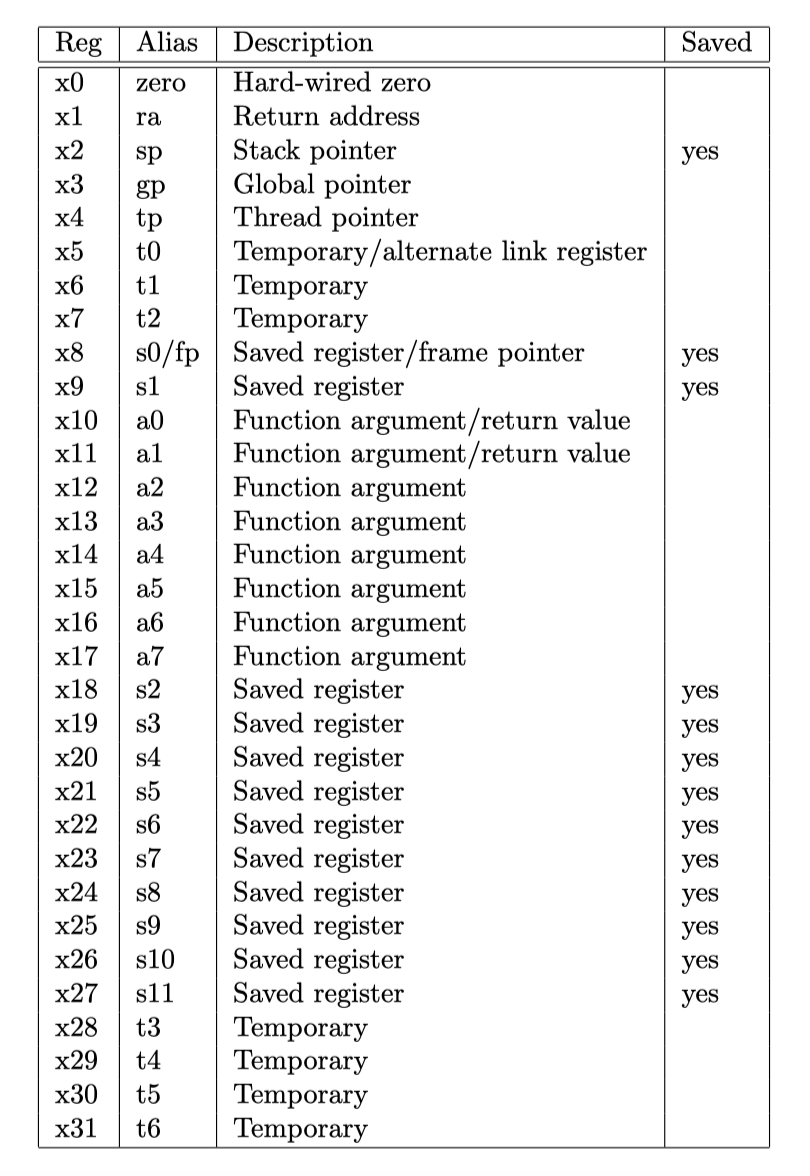 Reg Alias Description Saved
x0 zero Hard-wired zero
x1 ra Return address
x2 sp Stack pointer yes
x3 gp Global pointer
x4 tp Thread pointer
x5 t0 Temporary/alternate link register
x6 t1 Temporary
x7 t2 Temporary
x8 s0/fp Saved register/frame pointer yes
x9 s1 Saved register yes
x10 a0 Function argument/return value
x11 a1 Function argument/return value
x12 a2 Function argument
x13 a3 Function argument
x14 a4 Function argument
x15 a5 Function argument
x16 a6 Function argument
x17 a7 Function argument
x18 s2 Saved register yes
x19 s3 Saved register yes
x20 s4 Saved register yes
x21 s5 Saved register yes
x22 s6 Saved register yes
x23 s7 Saved register yes
x24 s8 Saved register yes
x25 s9 Saved register yes
x26 s10 Saved register yes
x27 s11 Saved register yes
x28 t3 Temporary
x29 t4 Temporary
x30 t5 Temporary
x31 t6 Temporary